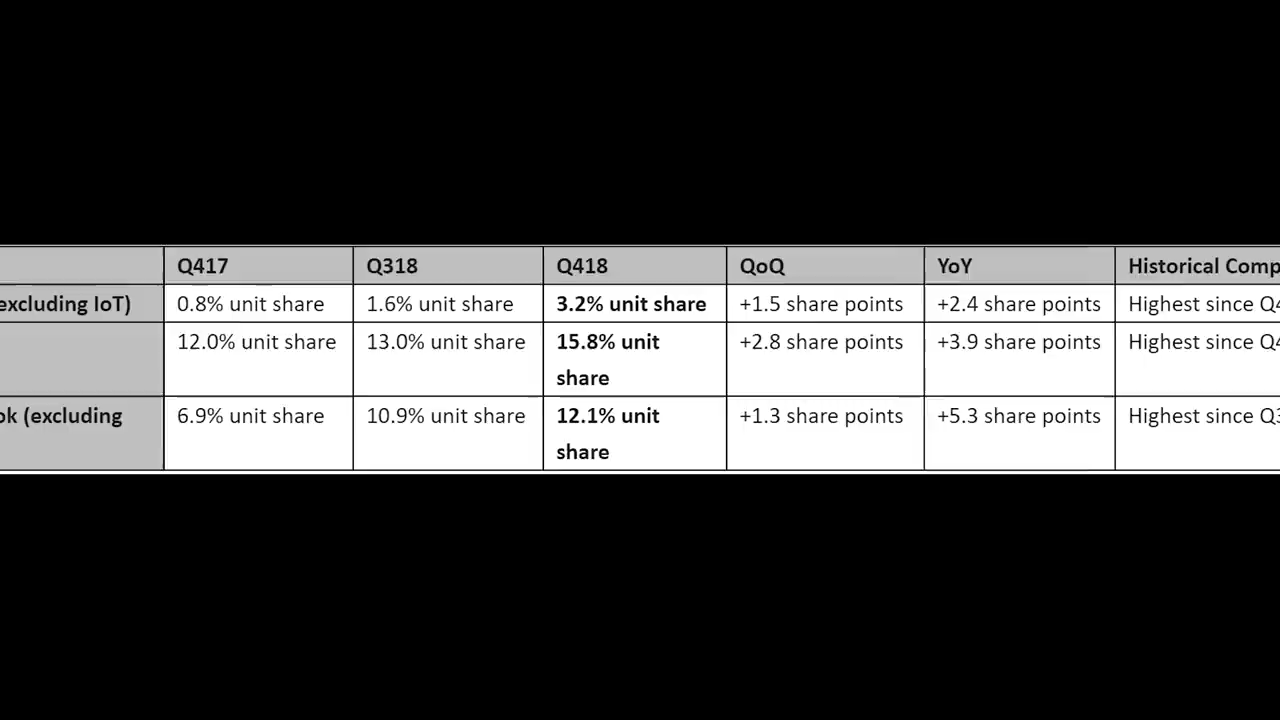 Q417 Q318 Q418 QoQ YoY Historical Comp
excluding IoT) 0.8% unit share 1.6% unit share 3.2% unit share +1.5 share points +2.4 share points Highest since Q4
12.0% unit share 13.0% unit share 15.8% unit +2.8 share points +3.9 share points Highest since Q4
share
ok (excluding 6.9% unit share 10.9% unit share 12.1% unit +1.3 share points +5.3 share points Highest since Q3
share